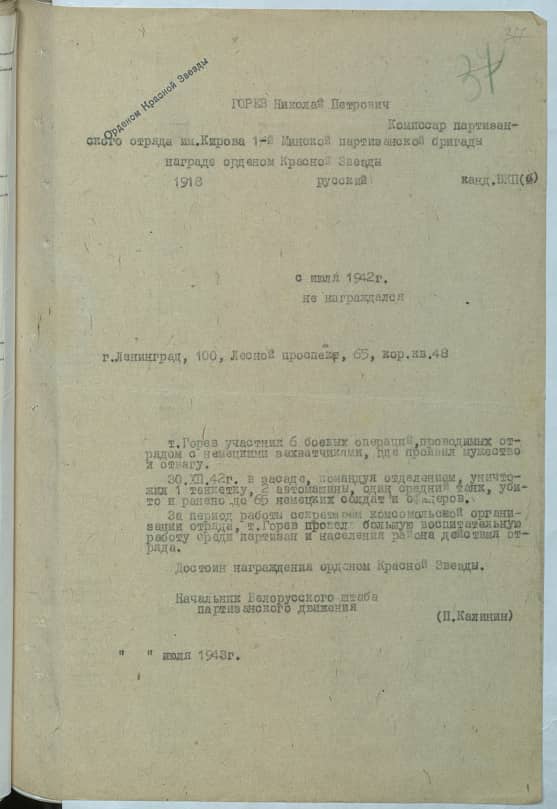 37
34
Орденом Красной Звезды
ГОРЕВ Николай Петрович
Комиссар партизан-
ского отряда им.Кирова 1-й Минской партизанской бригады
награде орденом Красной Звезды
1918 русский канд.ВКП(б)
с июля 1942г.
не награждался
г.Ленинград, 100, Лесной проспект, 65, кор.кв.48
т.Горев участник 6 боевых операций,проводимых от-
рядом с немецкими захватчиками, где проявил мужество
и отвагу.
30.XII.42г. в засаде, командуя отделением, уничто-
жил 1 танкетку, 2 автомашины, один средний танк, уби-
то и ранено до 65 немецких солдат и офицеров.
За период работы секретарем комсомольской органи-
зации отряда, т.Горев провел большую воспитательную
работу среди партизан и населения района действия от-
ряда.
Достоин награждения орденом Красной Звезды.
Начальник Белорусского штаба
партизанского движения
(П.Калинин)
" " июля 1943г.